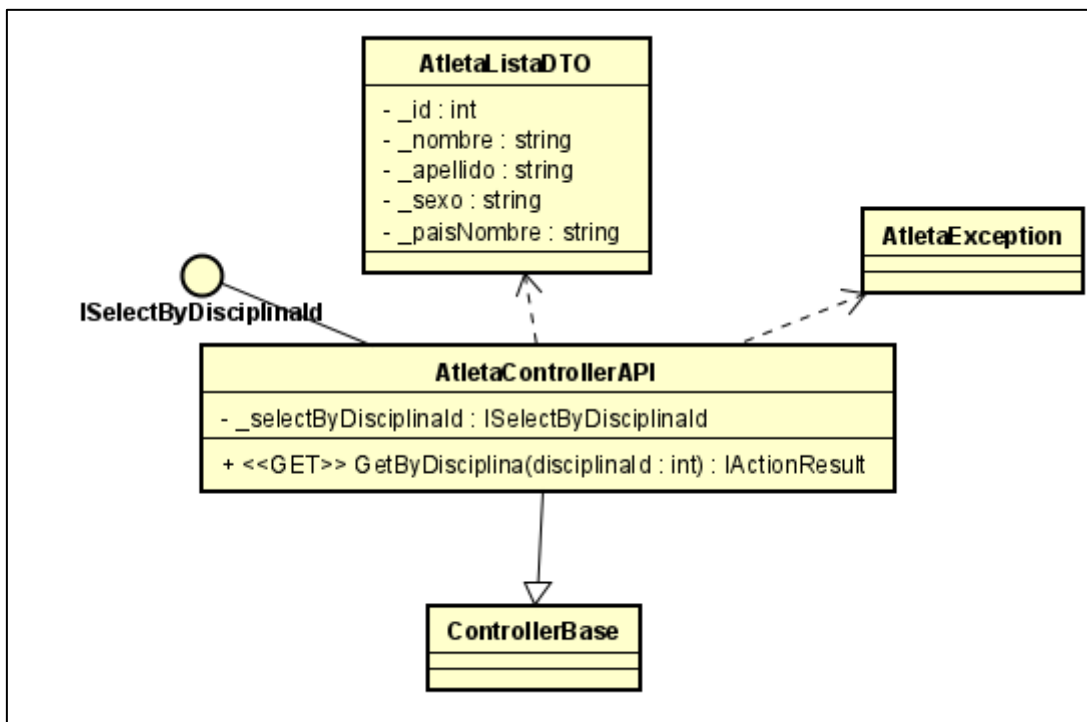 AtletaListaDTO
- _id : int
- _nombre : string
- _apellido : string
- _sexo : string
- _paisNombre : string
AtletaException
ISelectByDisciplinaId
AtletaControllerAPI
- _selectByDisciplinaId : ISelectByDisciplinaId
+ <<GET>> GetByDisciplina(disciplinaId : int) : IActionResult
ControllerBase